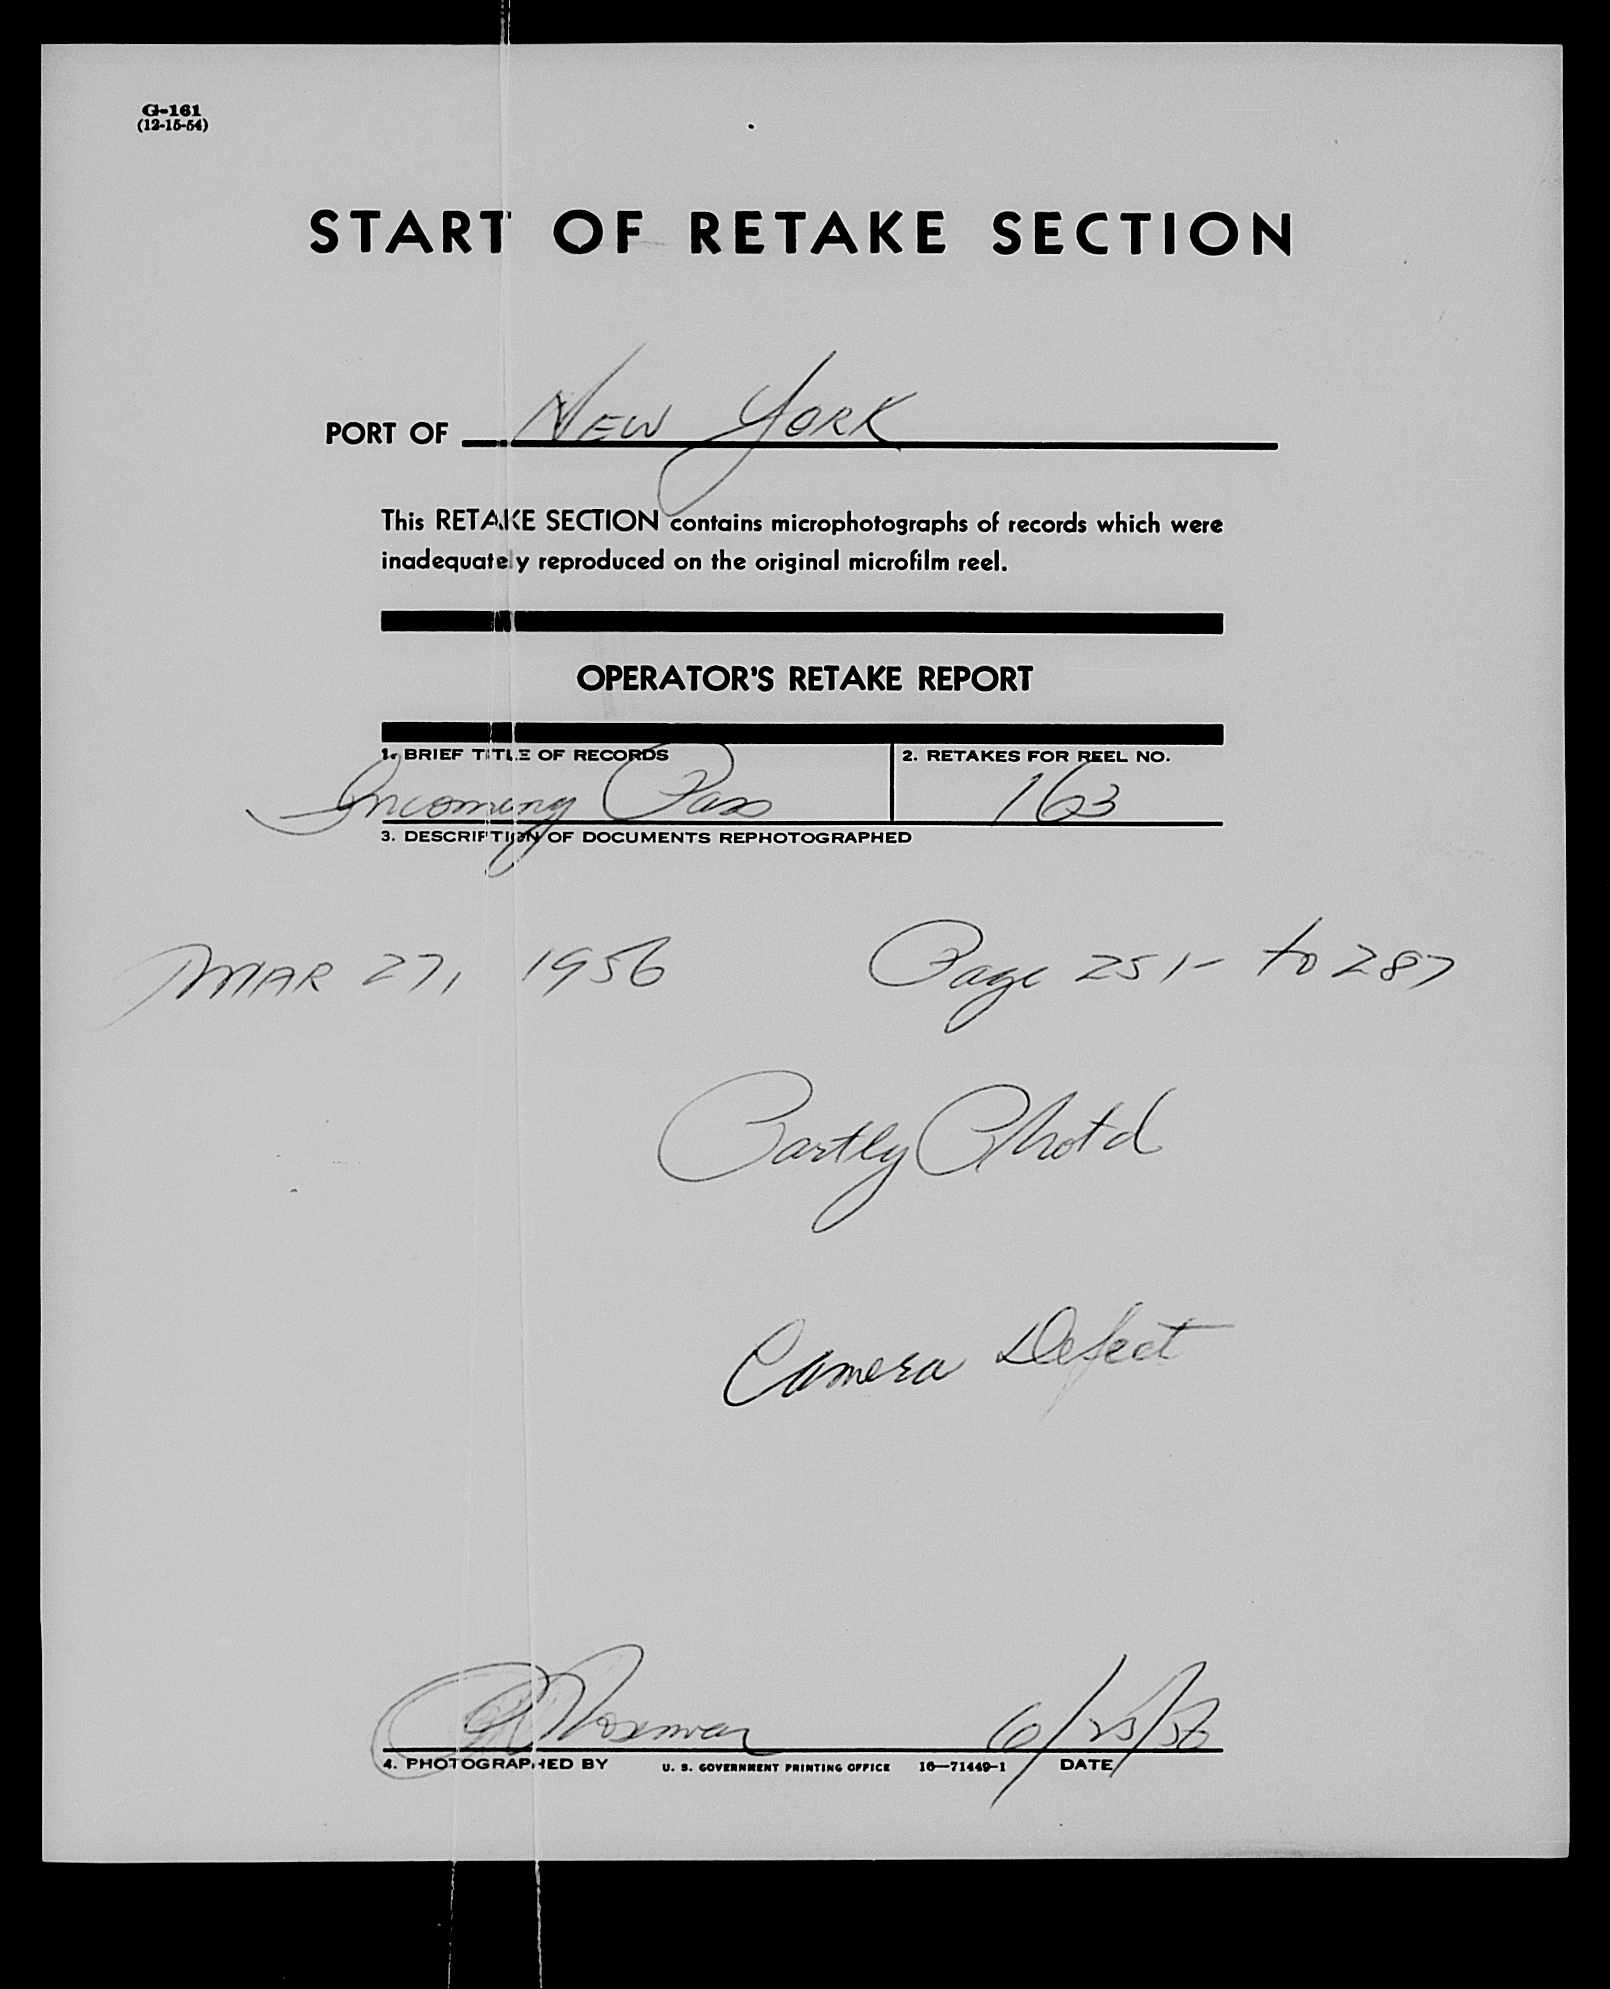 G-161
(12-15-54)
START OF RETAKE SECTION
PORT OF NEW YORK
This RETAKE SECTION contains microphotographs of records which were
inadequately reproduced on the original microfilm reel.
OPERATOR'S RETAKE REPORT
1. BRIEF TITLE OF RECORDS 2. RETAKES FOR REEL NO.
Incoming Pass 163
3. DESCRIPTION OF DOCUMENTS REPHOTOGRAPHED
MAR 27, 1956 Page 251- to 287
Partly Photd
Camera Defect
6/25/56
4. PHOTOGRAPHED BY U. S. GOVERNMENT PRINTING OFFICE 16—71449-1 DATE